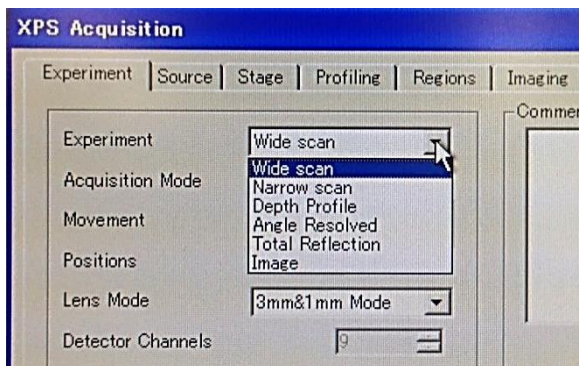 XPS Acquisition
Experiment Source Stage Profiling Regions Imaging
Experiment Wide scan
Wide scan
Narrow scan
Depth Profile
Angle Resolved
Total Reflection
Image
Acquisition Mode
Movement
Positions
Lens Mode 3mm&1mm Mode
Detector Channels 9